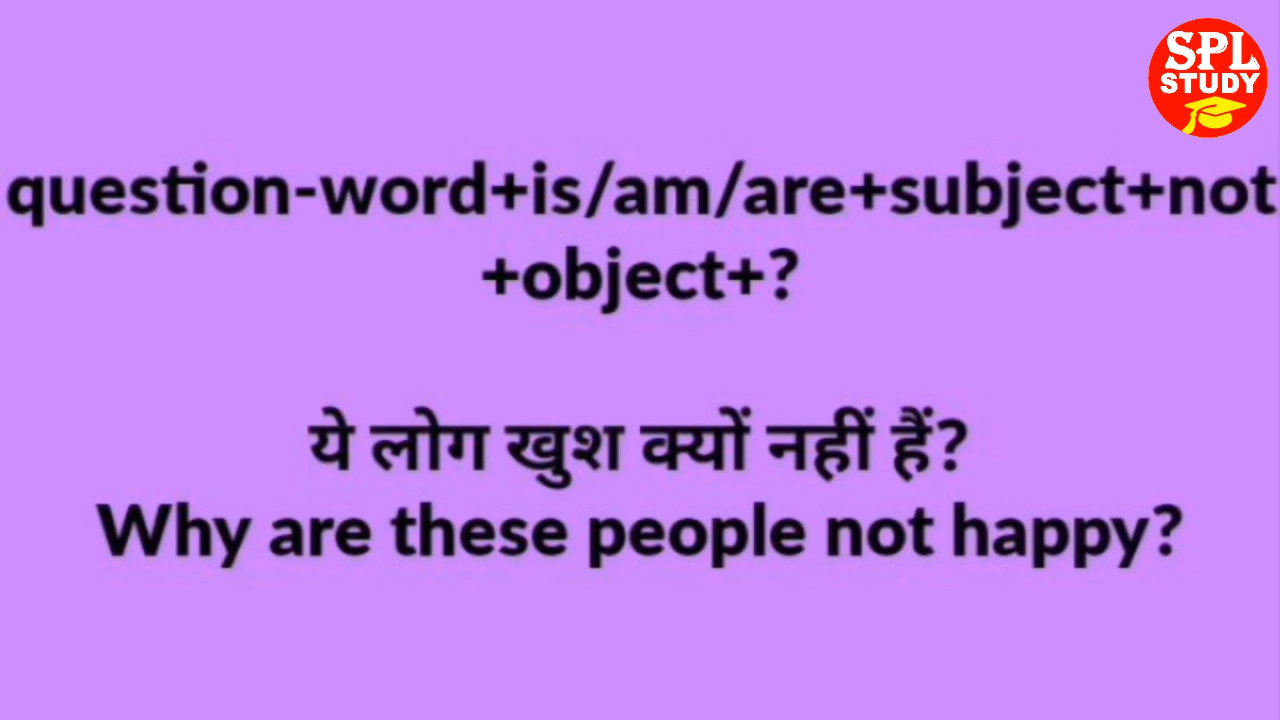 SPL
STUDY
question-word+is/am/are+subject+not
+object+?
ये लोग खुश क्यों नहीं हैं?
Why are these people not happy?